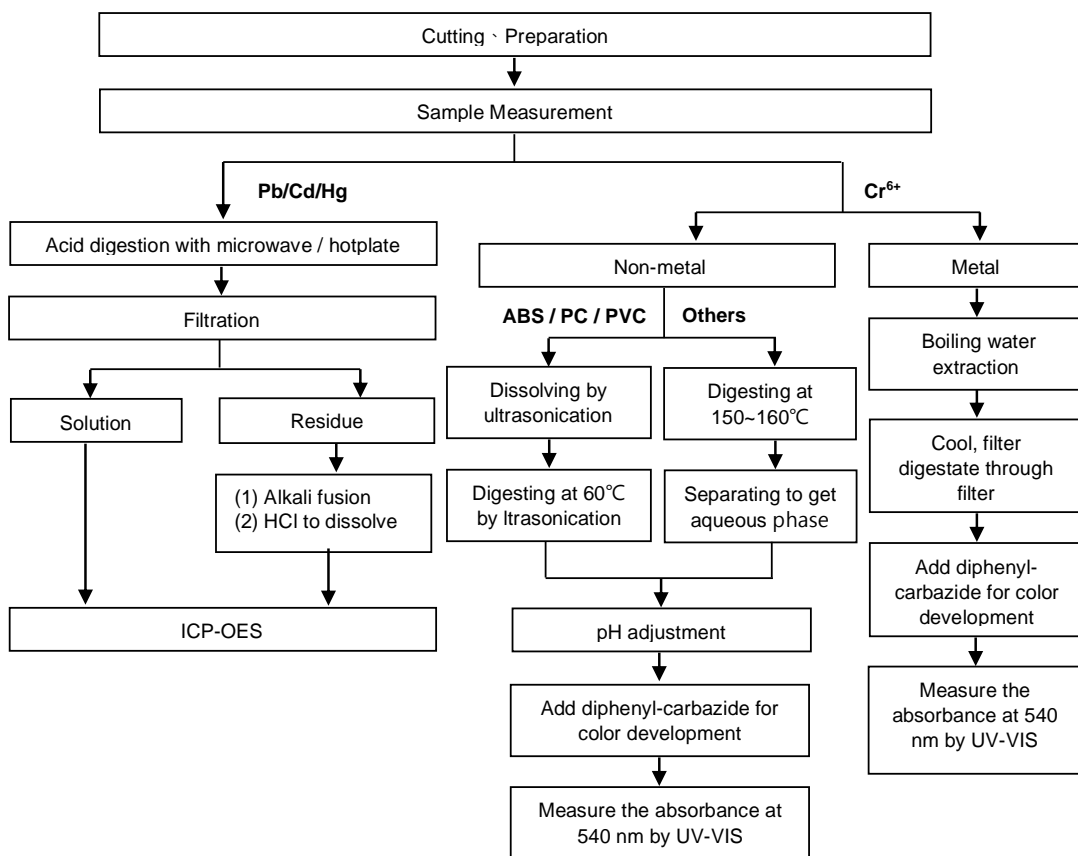 Cutting、Preparation
Sample Measurement
Pb/Cd/Hg
Cr6+
Acid digestion with microwave / hotplate
Non-metal
Metal
Filtration
ABS / PC / PVC
Others
Boiling water
extraction
Solution
Residue
Dissolving by
ultrasonication
Digesting at
150~160℃
Cool, filter
digestate through
filter
(1) Alkali fusion
(2) HCl to dissolve
Digesting at 60℃
by ltrasonication
Separating to get
aqueous phase
Add diphenyl-
carbazide for color
development
ICP-OES
pH adjustment
Measure the
absorbance at 540
nm by UV-VIS
Add diphenyl-carbazide for
color development
Measure the absorbance at
540 nm by UV-VIS